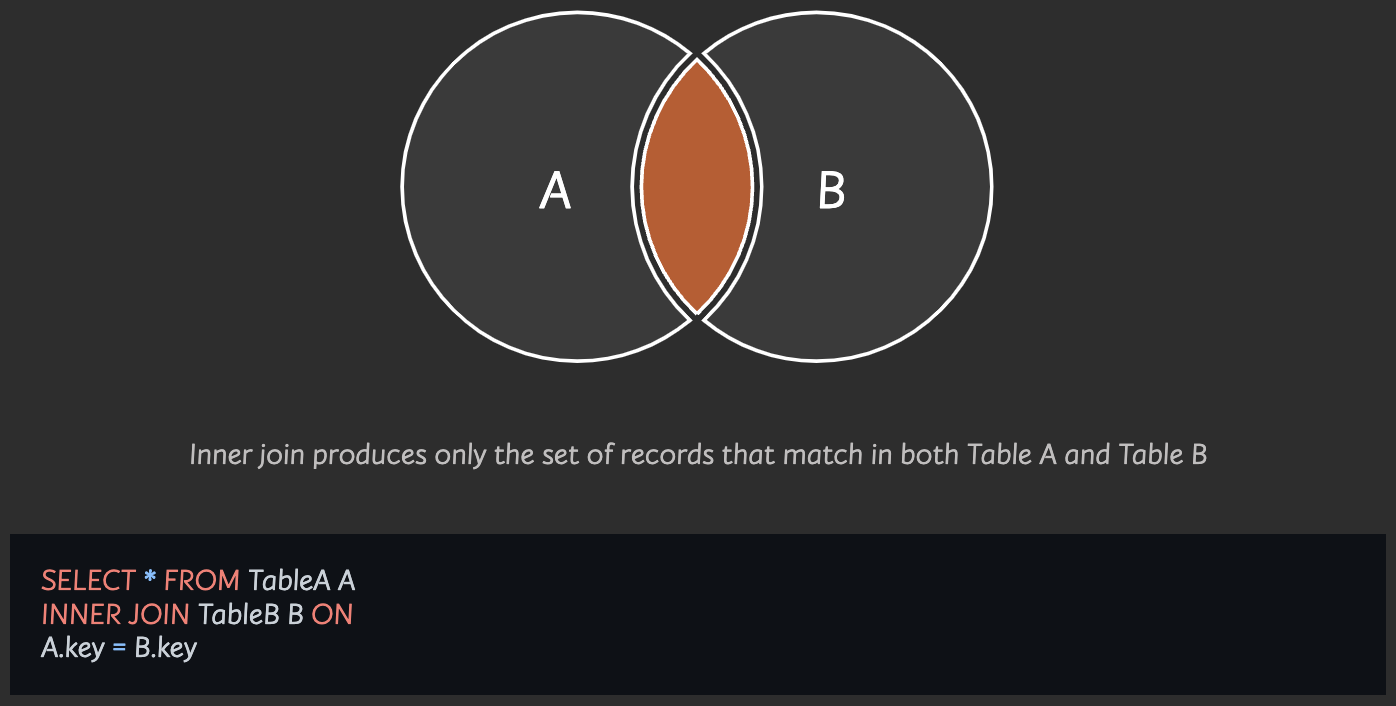 A
B
Inner join produces only the set of records that match in both Table A and Table B
SELECT * FROM TableA A
INNER JOIN TableB B ON
A.key = B.key